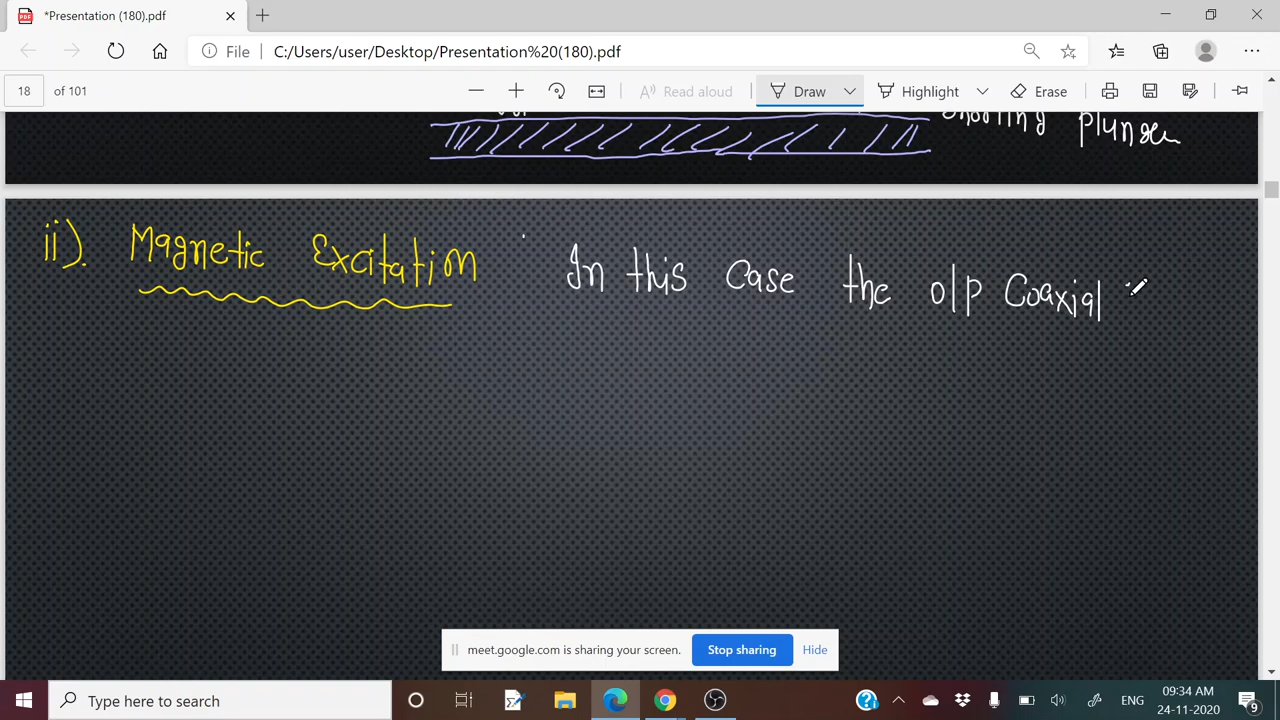 *Presentation (180).pdf
File
C:/Users/user/Desktop/Presentation%20(180).pdf
18 of 101
Read aloud
Draw
Highlight
Erase
shorting plunger
ii). Magnetic Excitation : In this case the o/p Coaxial
meet.google.com is sharing your screen.
Stop sharing
Hide
Type here to search
ENG
09:34 AM
24-11-2020
9